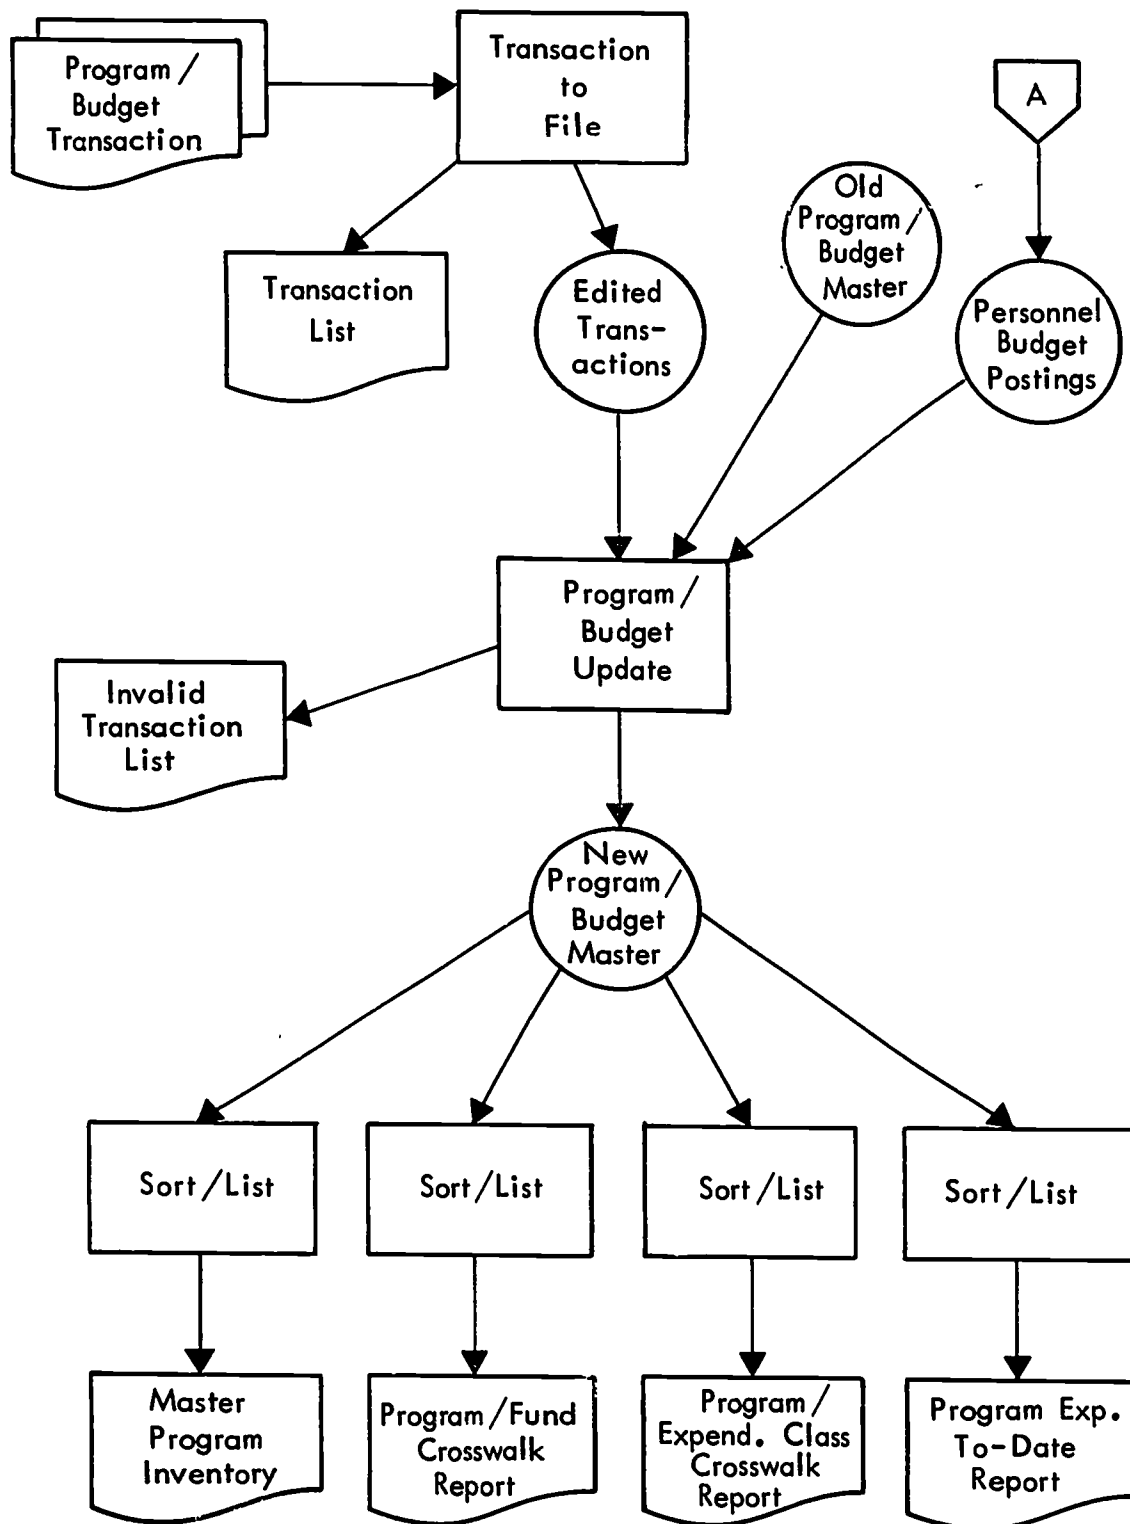 Program /
Budget
Transaction
Transaction
to
File
A
Transaction
List
Edited
Trans-
actions
Old
Program /
Budget
Master
Personnel
Budget
Postings
Program /
Budget
Update
Invalid
Transaction
List
New
Program /
Budget
Master
Sort / List
Sort / List
Sort / List
Sort / List
Master
Program
Inventory
Program / Fund
Crosswalk
Report
Program /
Expend. Class
Crosswalk
Report
Program Exp.
To-Date
Report